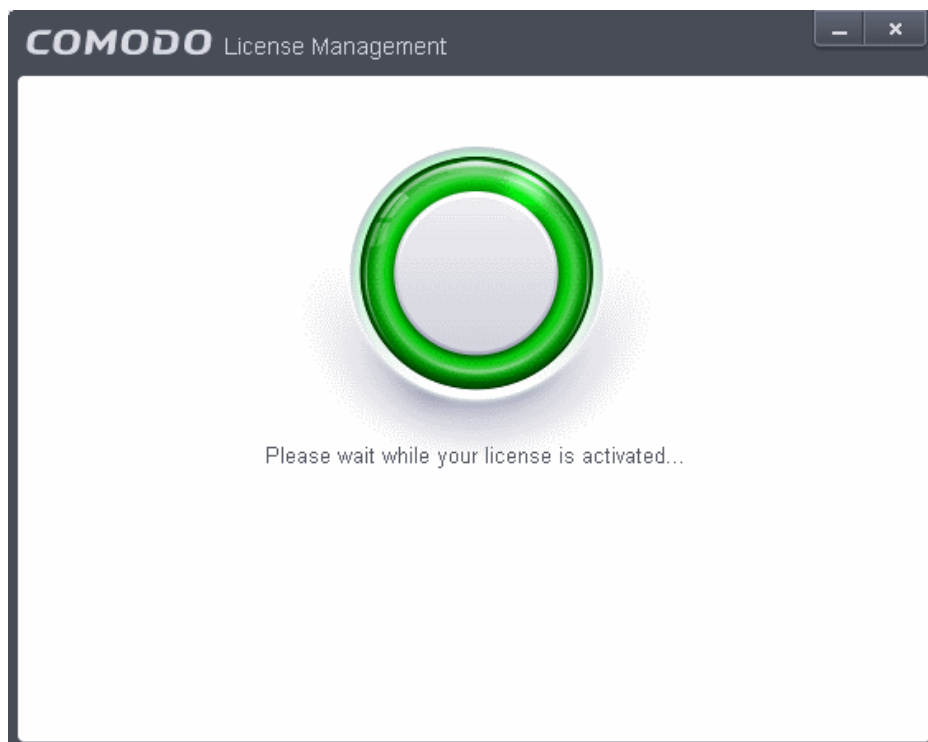 COMODO License Management
Please wait while your license is activated...